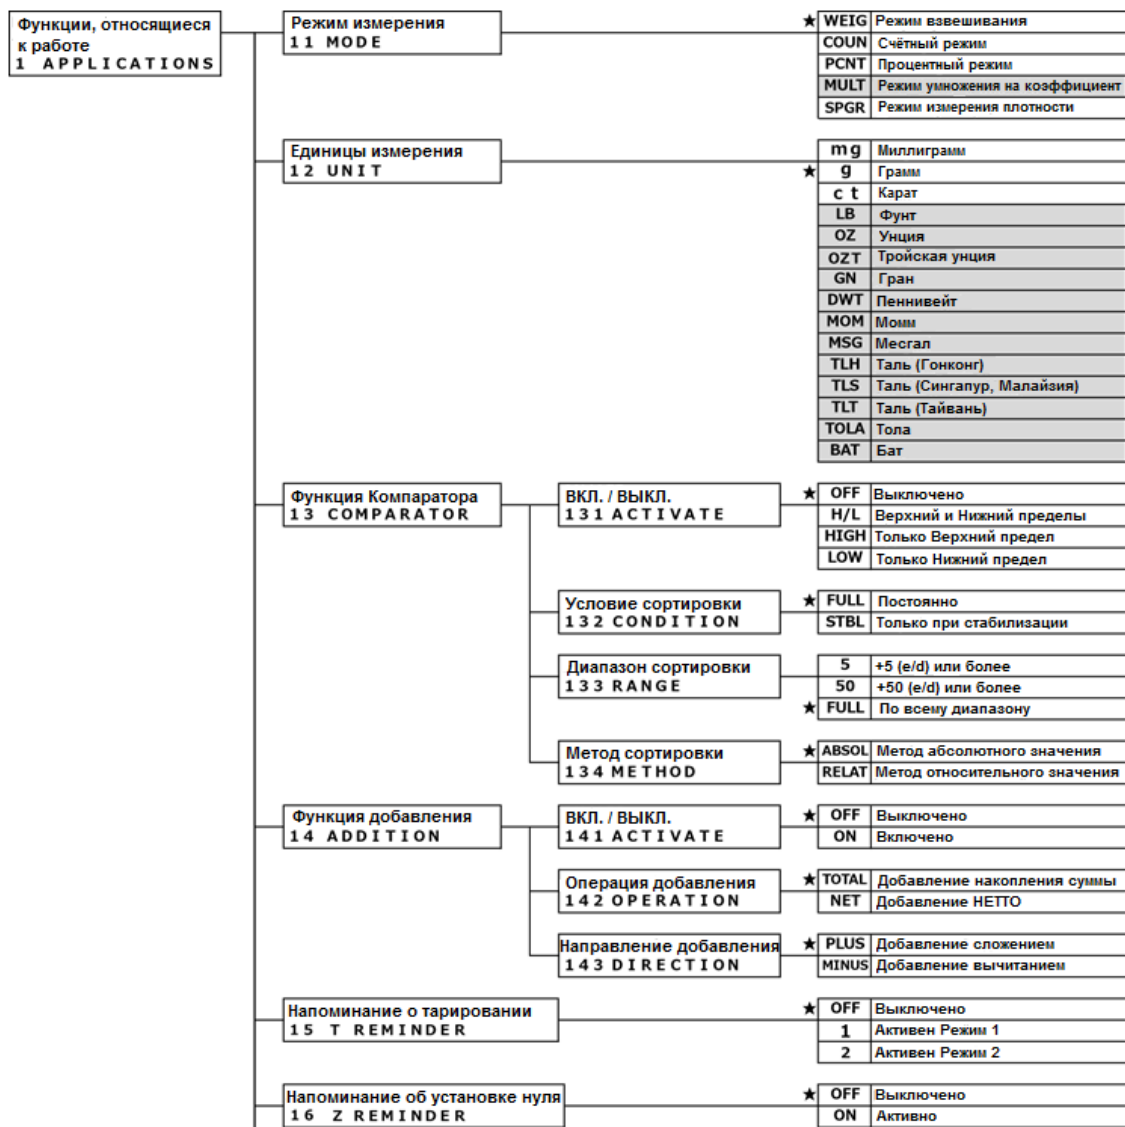 Функции, относящиеся
к работе
1 APPLICATIONS
Режим измерения
11 MODE
★ WEIG Режим взвешивания
COUN Счётный режим
PCNT Процентный режим
MULT Режим умножения на коэффициент
SPGR Режим измерения плотности
Единицы измерения
12 UNIT
mg Миллиграмм
★ g Грамм
ct Карат
LB Фунт
OZ Унция
OZT Тройская унция
GN Гран
DWT Пеннивейт
MOM Момм
MSG Месгал
TLH Таль (Гонконг)
TLS Таль (Сингапур, Малайзия)
TLT Таль (Тайвань)
TOLA Тола
BAT Бат
Функция Компаратора
13 COMPARATOR
ВКЛ. / ВЫКЛ.
131 ACTIVATE
★ OFF Выключено
H/L Верхний и Нижний пределы
HIGH Только Верхний предел
LOW Только Нижний предел
Условие сортировки
132 CONDITION
★ FULL Постоянно
STBL Только при стабилизации
Диапазон сортировки
133 RANGE
5 +5 (e/d) или более
50 +50 (e/d) или более
★ FULL По всему диапазону
Метод сортировки
134 METHOD
★ ABSOL Метод абсолютного значения
RELAT Метод относительного значения
Функция добавления
14 ADDITION
ВКЛ. / ВЫКЛ.
141 ACTIVATE
★ OFF Выключено
ON Включено
Операция добавления
142 OPERATION
★ TOTAL Добавление накопления суммы
NET Добавление НЕТТО
Направление добавления
143 DIRECTION
★ PLUS Добавление сложением
MINUS Добавление вычитанием
Напоминание о тарировании
15 T REMINDER
★ OFF Выключено
1 Активен Режим 1
2 Активен Режим 2
Напоминание об установке нуля
16 Z REMINDER
★ OFF Выключено
ON Активно